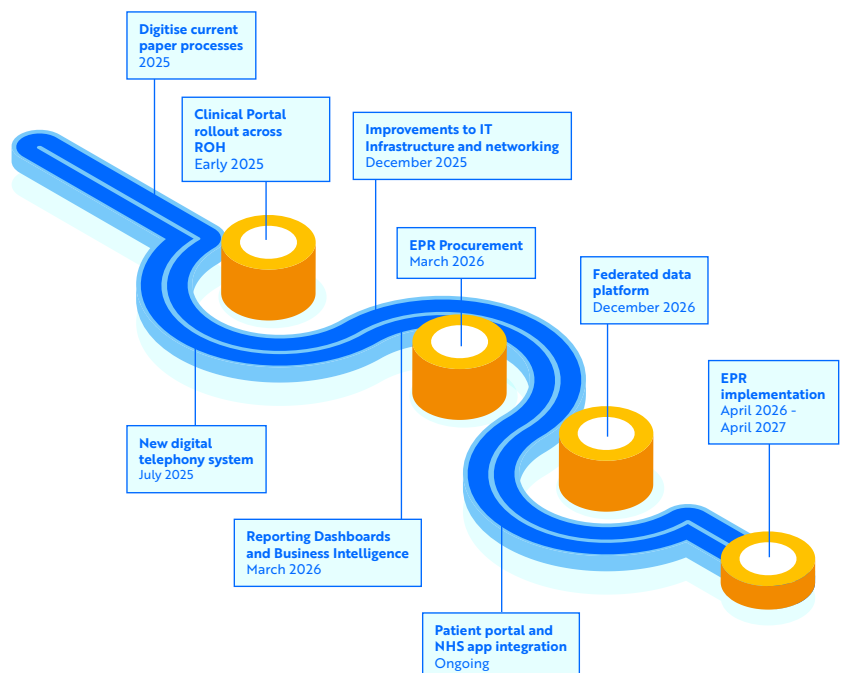 Digitise current
paper processes
2025
Clinical Portal
rollout across
ROH
Early 2025
Improvements to IT
Infrastructure and networking
December 2025
EPR Procurement
March 2026
Federated data
platform
December 2026
EPR
implementation
April 2026 -
April 2027
New digital
telephony system
July 2025
Reporting Dashboards
and Business Intelligence
March 2026
Patient portal and
NHS app integration
Ongoing